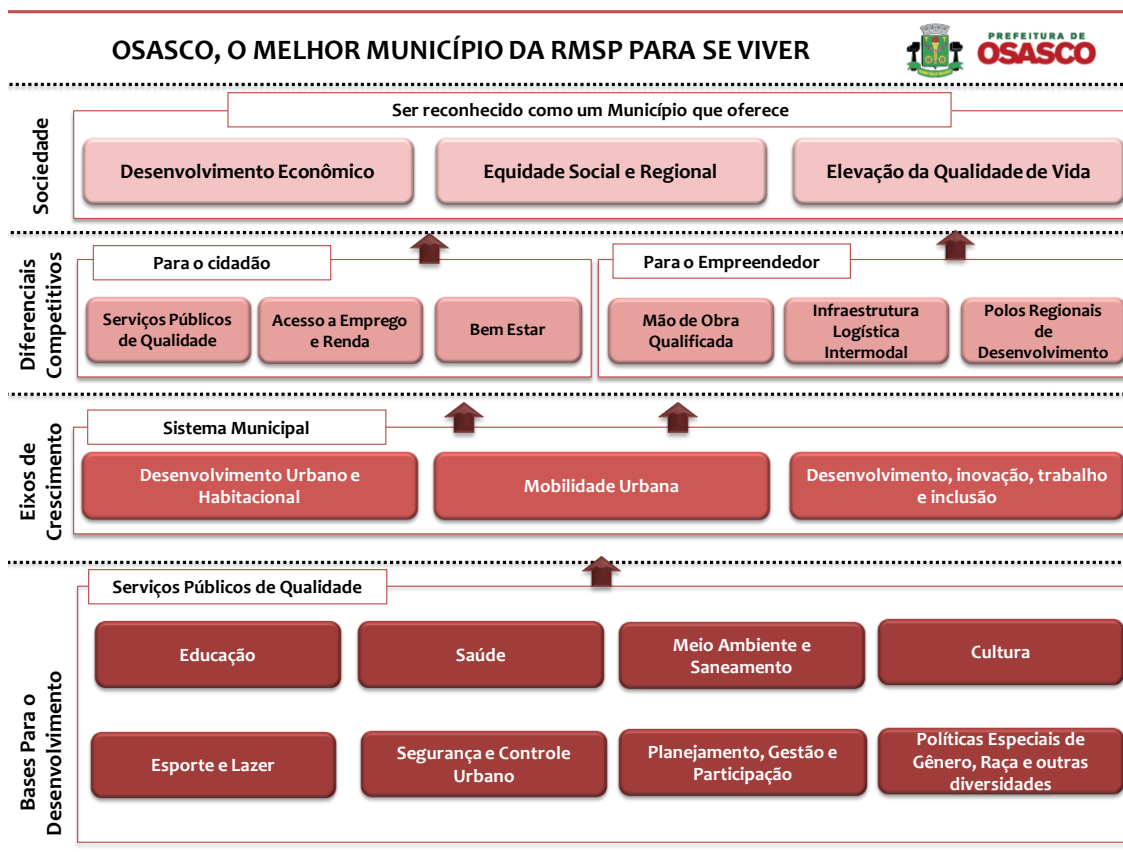 OSASCO, O MELHOR MUNICÍPIO DA RMSP PARA SE VIVER
PREFEITURA DE
OSASCO
Sociedade
Ser reconhecido como um Município que oferece
Desenvolvimento Econômico
Equidade Social e Regional
Elevação da Qualidade de Vida
Diferenciais
Competitivos
Para o cidadão
Serviços Públicos
de Qualidade
Acesso a Emprego
e Renda
Bem Estar
Para o Empreendedor
Mão de Obra
Qualificada
Infraestrutura
Logística
Intermodal
Polos Regionais
de
Desenvolvimento
Eixos de
Crescimento
Sistema Municipal
Desenvolvimento Urbano e
Habitacional
Mobilidade Urbana
Desenvolvimento, inovação, trabalho
e inclusão
Bases Para o
Desenvolvimento
Serviços Públicos de Qualidade
Educação
Saúde
Meio Ambiente e
Saneamento
Cultura
Esporte e Lazer
Segurança e Controle
Urbano
Planejamento, Gestão e
Participação
Políticas Especiais de
Gênero, Raça e outras
diversidades